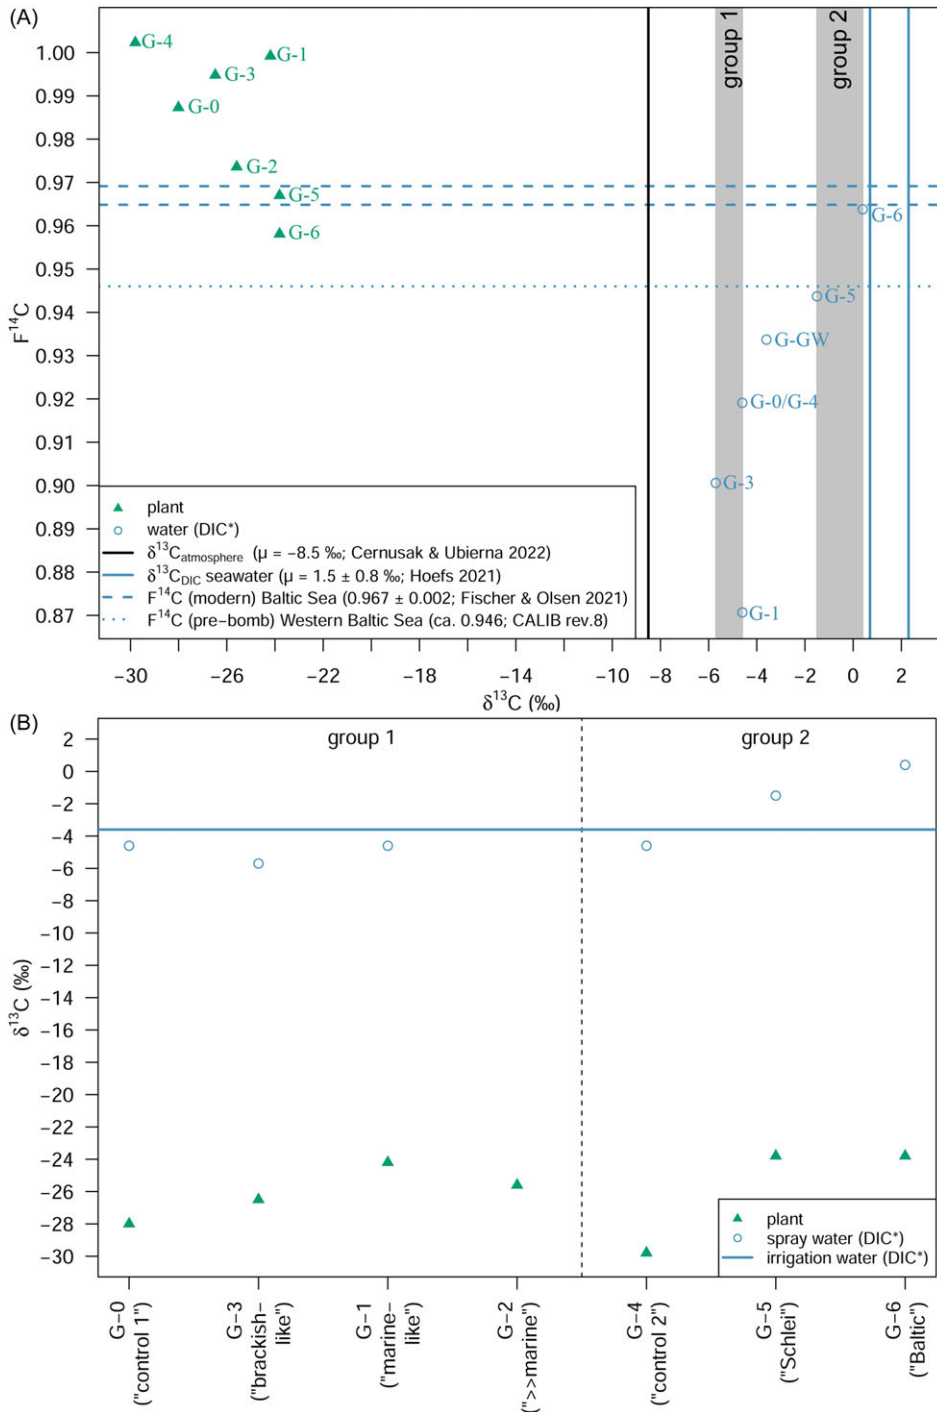 (A)
G-4
G-1
G-3
G-0
G-2
G-5
G-6
group 1
group 2
G-6
G-5
G-GW
G-0/G-4
G-3
G-1
1.00
0.99
0.98
0.97
0.96
0.95
0.94
0.93
0.92
0.91
0.90
0.89
0.88
0.87
F¹⁴C
plant
water (DIC*)
δ¹³Catmosphere (μ = −8.5 ‰; Cernusak & Ubierna 2022)
δ¹³CDIC seawater (μ = 1.5 ± 0.8 ‰; Hoefs 2021)
F¹⁴C (modern) Baltic Sea (0.967 ± 0.002; Fischer & Olsen 2021)
F¹⁴C (pre−bomb) Western Baltic Sea (ca. 0.946; CALIB rev.8)
−30 −26 −22 −18 −14 −10 −8 −6 −4 −2 0 2
δ¹³C (‰)
(B)
group 1 group 2
2
0
−2
−4
−6
−8
−10
−12
−14
−16
−18
−20
−22
−24
−26
−28
−30
δ¹³C (‰)
plant
spray water (DIC*)
irrigation water (DIC*)
G−0
("control 1")
G−3
("brackish−
like")
G−1
("marine−
like")
G−2
(">>marine")
G−4
("control 2")
G−5
("Schlei")
G−6
("Baltic")